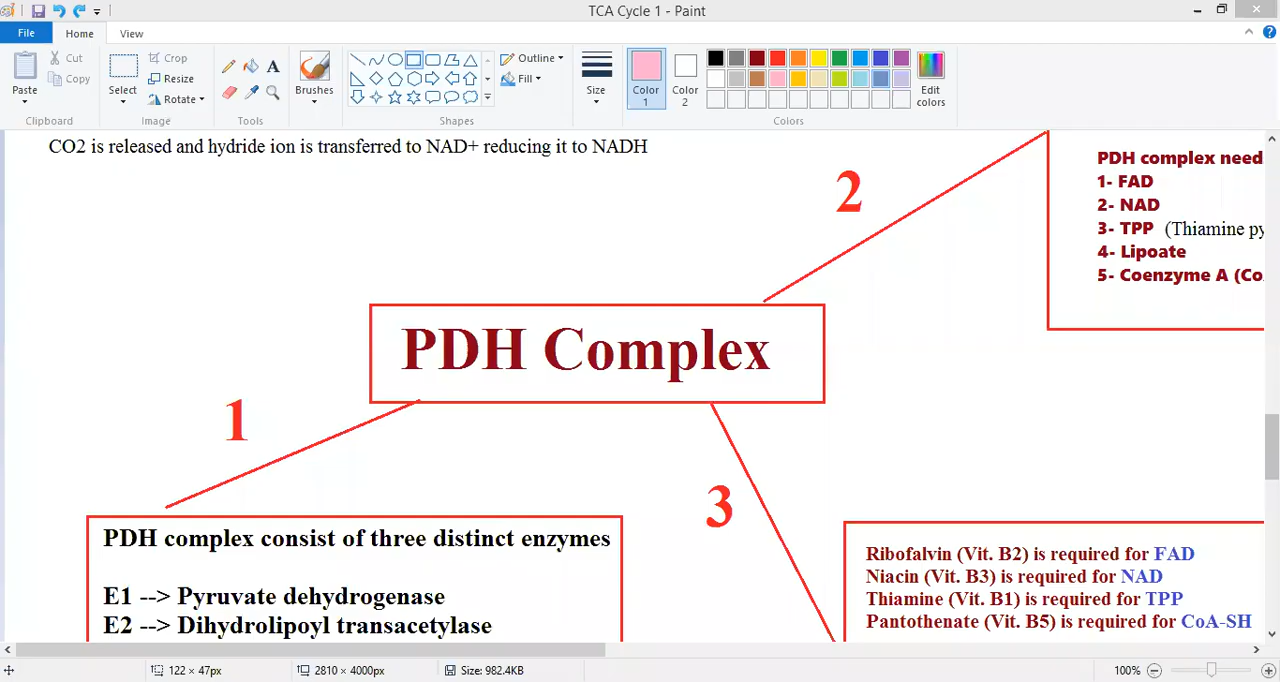 TCA Cycle 1 - Paint
File
Home
View
Paste
Cut
Copy
Clipboard
Select
Crop
Resize
Rotate
Image
A
Tools
Brushes
Shapes
Outline
Fill
Size
Color 1
Color 2
Colors
Edit colors
CO2 is released and hydride ion is transferred to NAD+ reducing it to NADH
2
PDH complex need
1- FAD
2- NAD
3- TPP (Thiamine py
4- Lipoate
5- Coenzyme A (Co
PDH Complex
1
3
PDH complex consist of three distinct enzymes
E1 --> Pyruvate dehydrogenase
E2 --> Dihydrolipoyl transacetylase
Ribofalvin (Vit. B2) is required for FAD
Niacin (Vit. B3) is required for NAD
Thiamine (Vit. B1) is required for TPP
Pantothenate (Vit. B5) is required for CoA-SH
122 × 47px
2810 × 4000px
Size: 982.4KB
100%